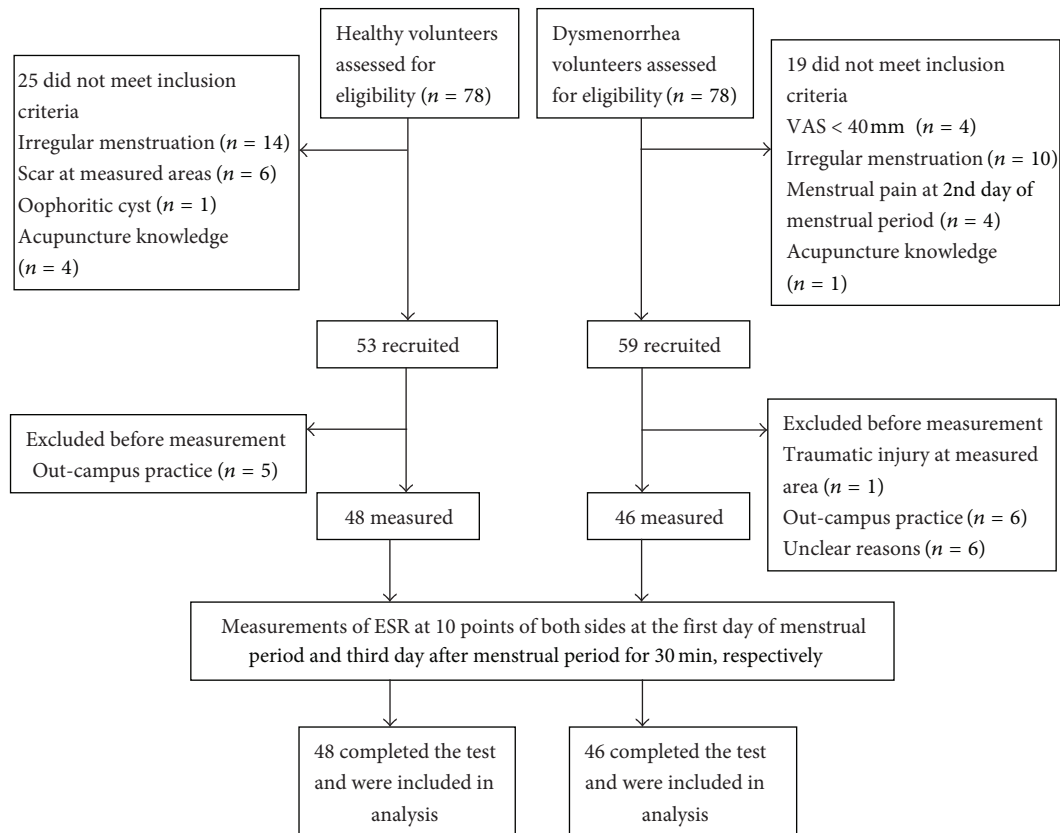 Healthy volunteers
assessed for
eligibility (n = 78)
Dysmenorrhea
volunteers assessed
for eligibility (n = 78)
25 did not meet inclusion
criteria
Irregular menstruation (n = 14)
Scar at measured areas (n = 6)
Oophoritic cyst (n = 1)
Acupuncture knowledge
(n = 4)
19 did not meet inclusion
criteria
VAS < 40 mm (n = 4)
Irregular menstruation (n = 10)
Menstrual pain at 2nd day of
menstrual period (n = 4)
Acupuncture knowledge
(n = 1)
53 recruited
59 recruited
Excluded before measurement
Out-campus practice (n = 5)
Excluded before measurement
Traumatic injury at measured
area (n = 1)
Out-campus practice (n = 6)
Unclear reasons (n = 6)
48 measured
46 measured
Measurements of ESR at 10 points of both sides at the first day of menstrual
period and third day after menstrual period for 30 min, respectively
48 completed the test
and were included in
analysis
46 completed the test
and were included in
analysis